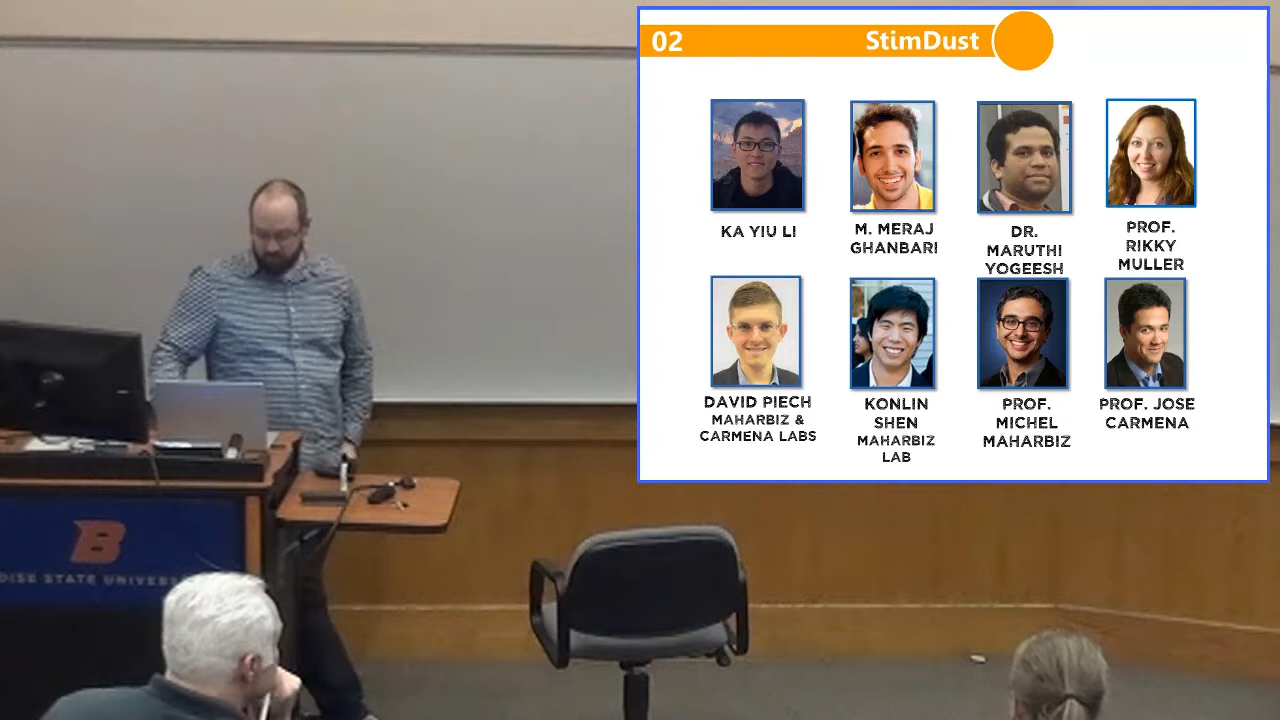 02
StimDust
KA YIU LI
M. MERAJ
GHANBARI
DR.
MARUTHI
YOGEESH
PROF.
RIKKY
MULLER
DAVID PIECH
MAHARBIZ &
CARMENA LABS
KONLIN
SHEN
MAHARBIZ
LAB
PROF.
MICHEL
MAHARBIZ
PROF. JOSE
CARMENA
B
OISE STATE UNIVERS